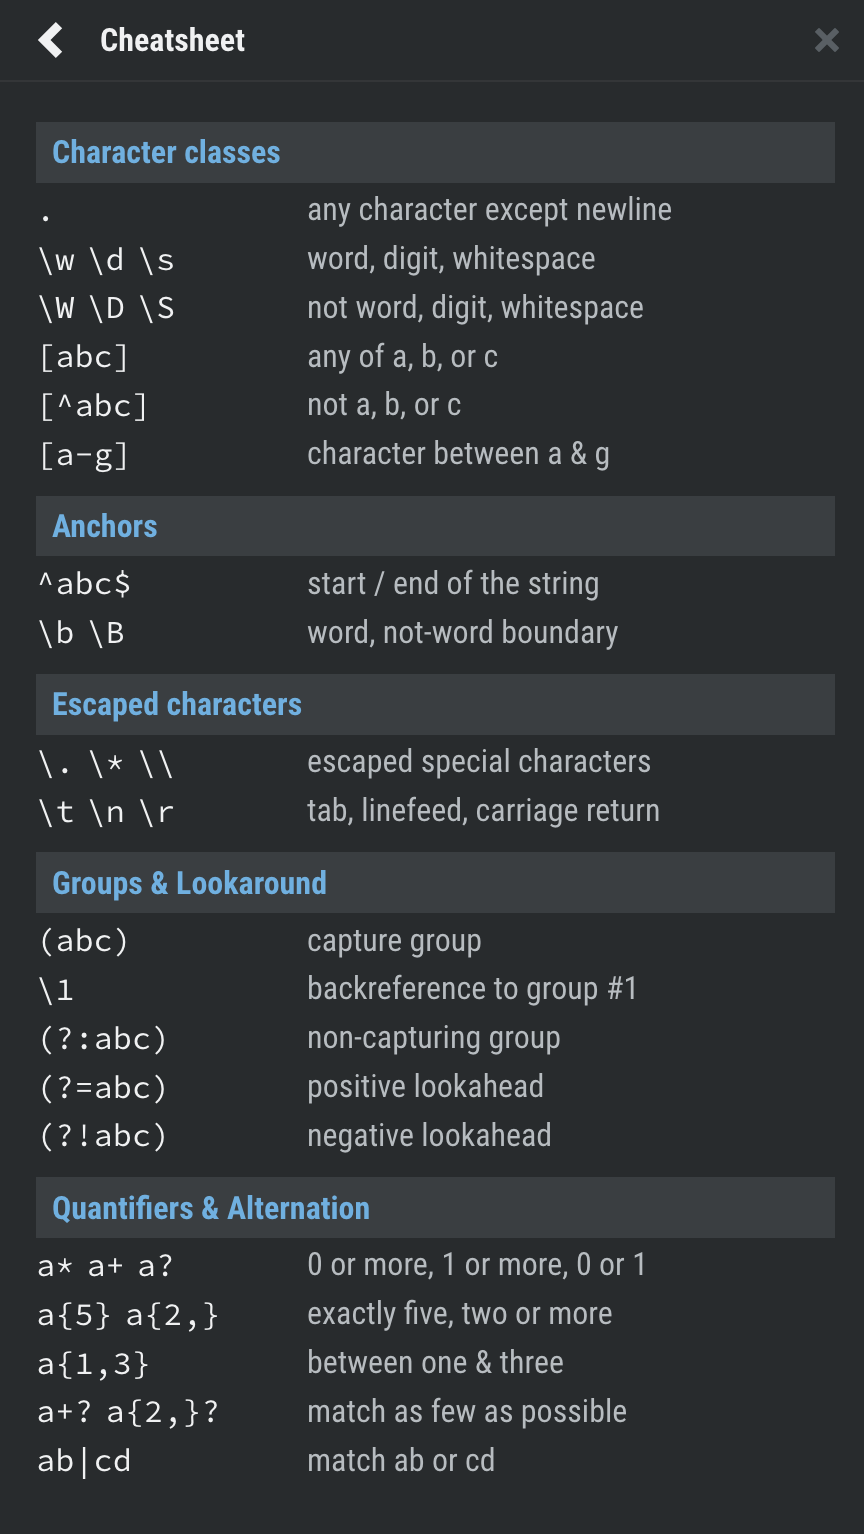 Cheatsheet
Character classes
. any character except newline
\w \d \s word, digit, whitespace
\W \D \S not word, digit, whitespace
[abc] any of a, b, or c
[^abc] not a, b, or c
[a-g] character between a & g
Anchors
^abc$ start / end of the string
\b \B word, not-word boundary
Escaped characters
\. \* \\ escaped special characters
\t \n \r tab, linefeed, carriage return
Groups & Lookaround
(abc) capture group
\1 backreference to group #1
(?:abc) non-capturing group
(?=abc) positive lookahead
(?!abc) negative lookahead
Quantifiers & Alternation
a* a+ a? 0 or more, 1 or more, 0 or 1
a{5} a{2,} exactly five, two or more
a{1,3} between one & three
a+? a{2,}? match as few as possible
ab|cd match ab or cd